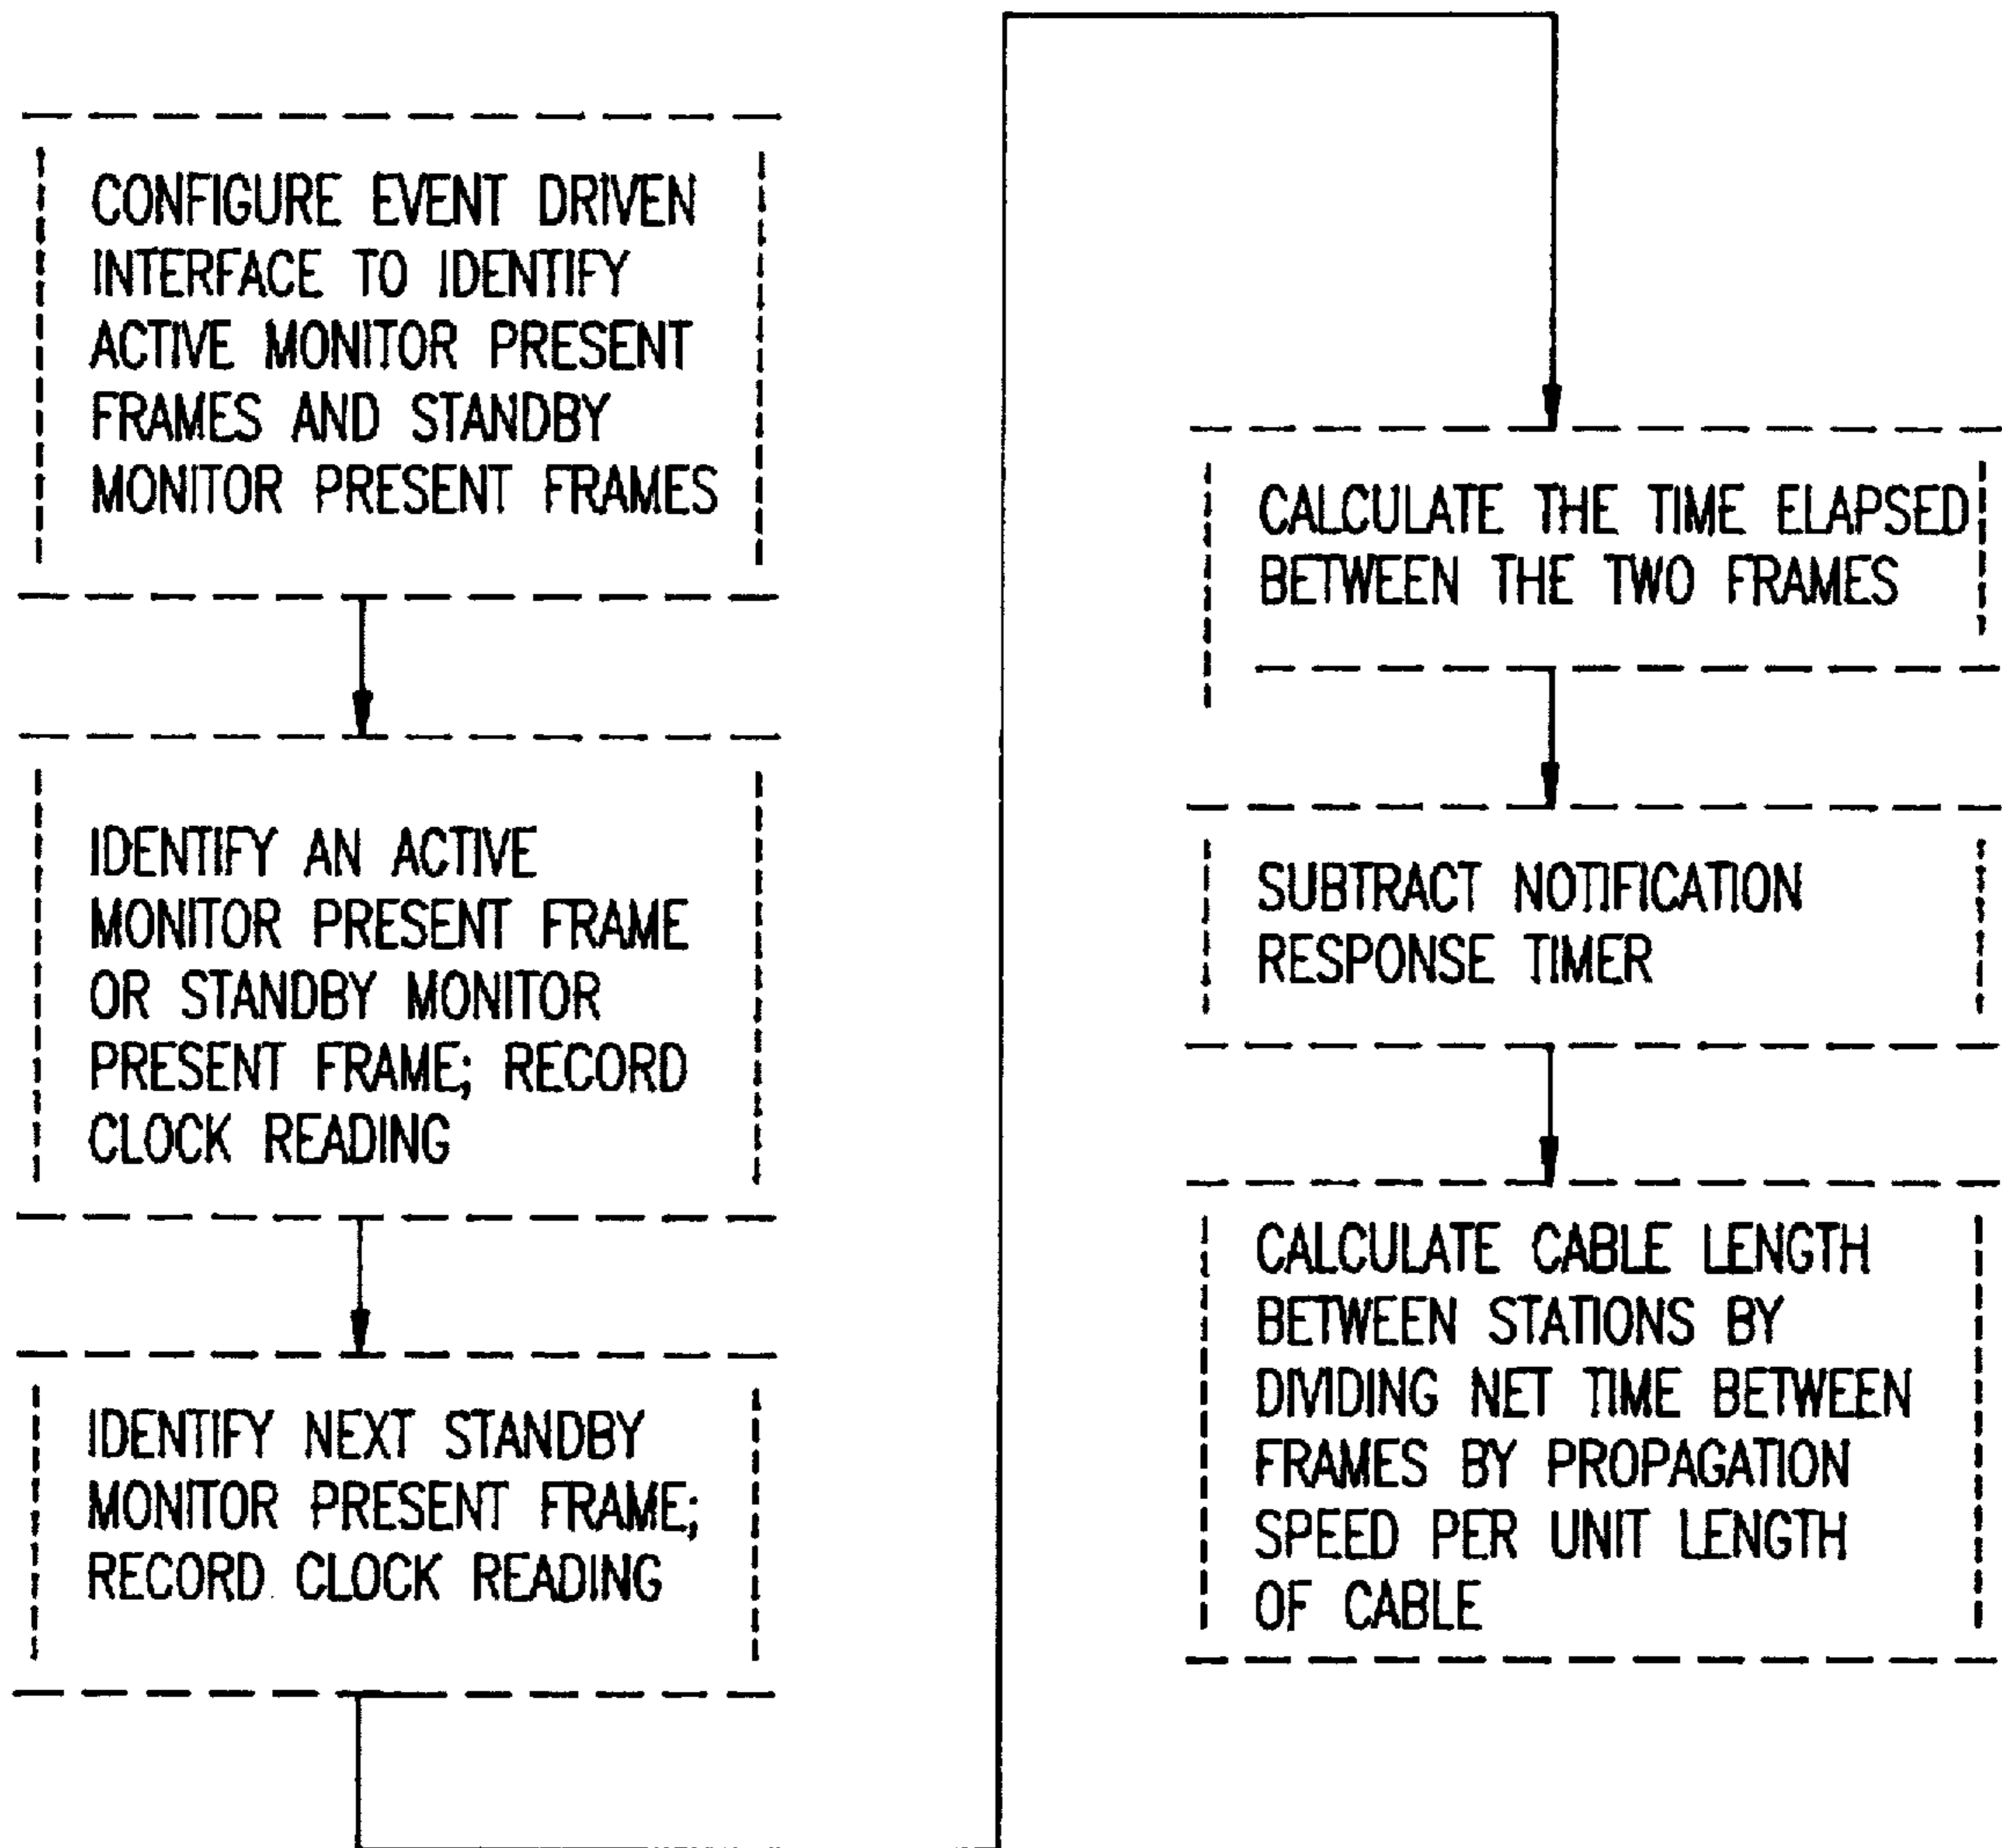 CONFIGURE EVENT DRIVEN
INTERFACE TO IDENTIFY
ACTIVE MONITOR PRESENT
FRAMES AND STANDBY
MONITOR PRESENT FRAMES
IDENTIFY AN ACTIVE
MONITOR PRESENT FRAME
OR STANDBY MONITOR
PRESENT FRAME; RECORD
CLOCK READING
IDENTIFY NEXT STANDBY
MONITOR PRESENT FRAME;
RECORD CLOCK READING
CALCULATE THE TIME ELAPSED
BETWEEN THE TWO FRAMES
SUBTRACT NOTIFICATION
RESPONSE TIMER
CALCULATE CABLE LENGTH
BETWEEN STATIONS BY
DIVIDING NET TIME BETWEEN
FRAMES BY PROPAGATION
SPEED PER UNIT LENGTH
OF CABLE